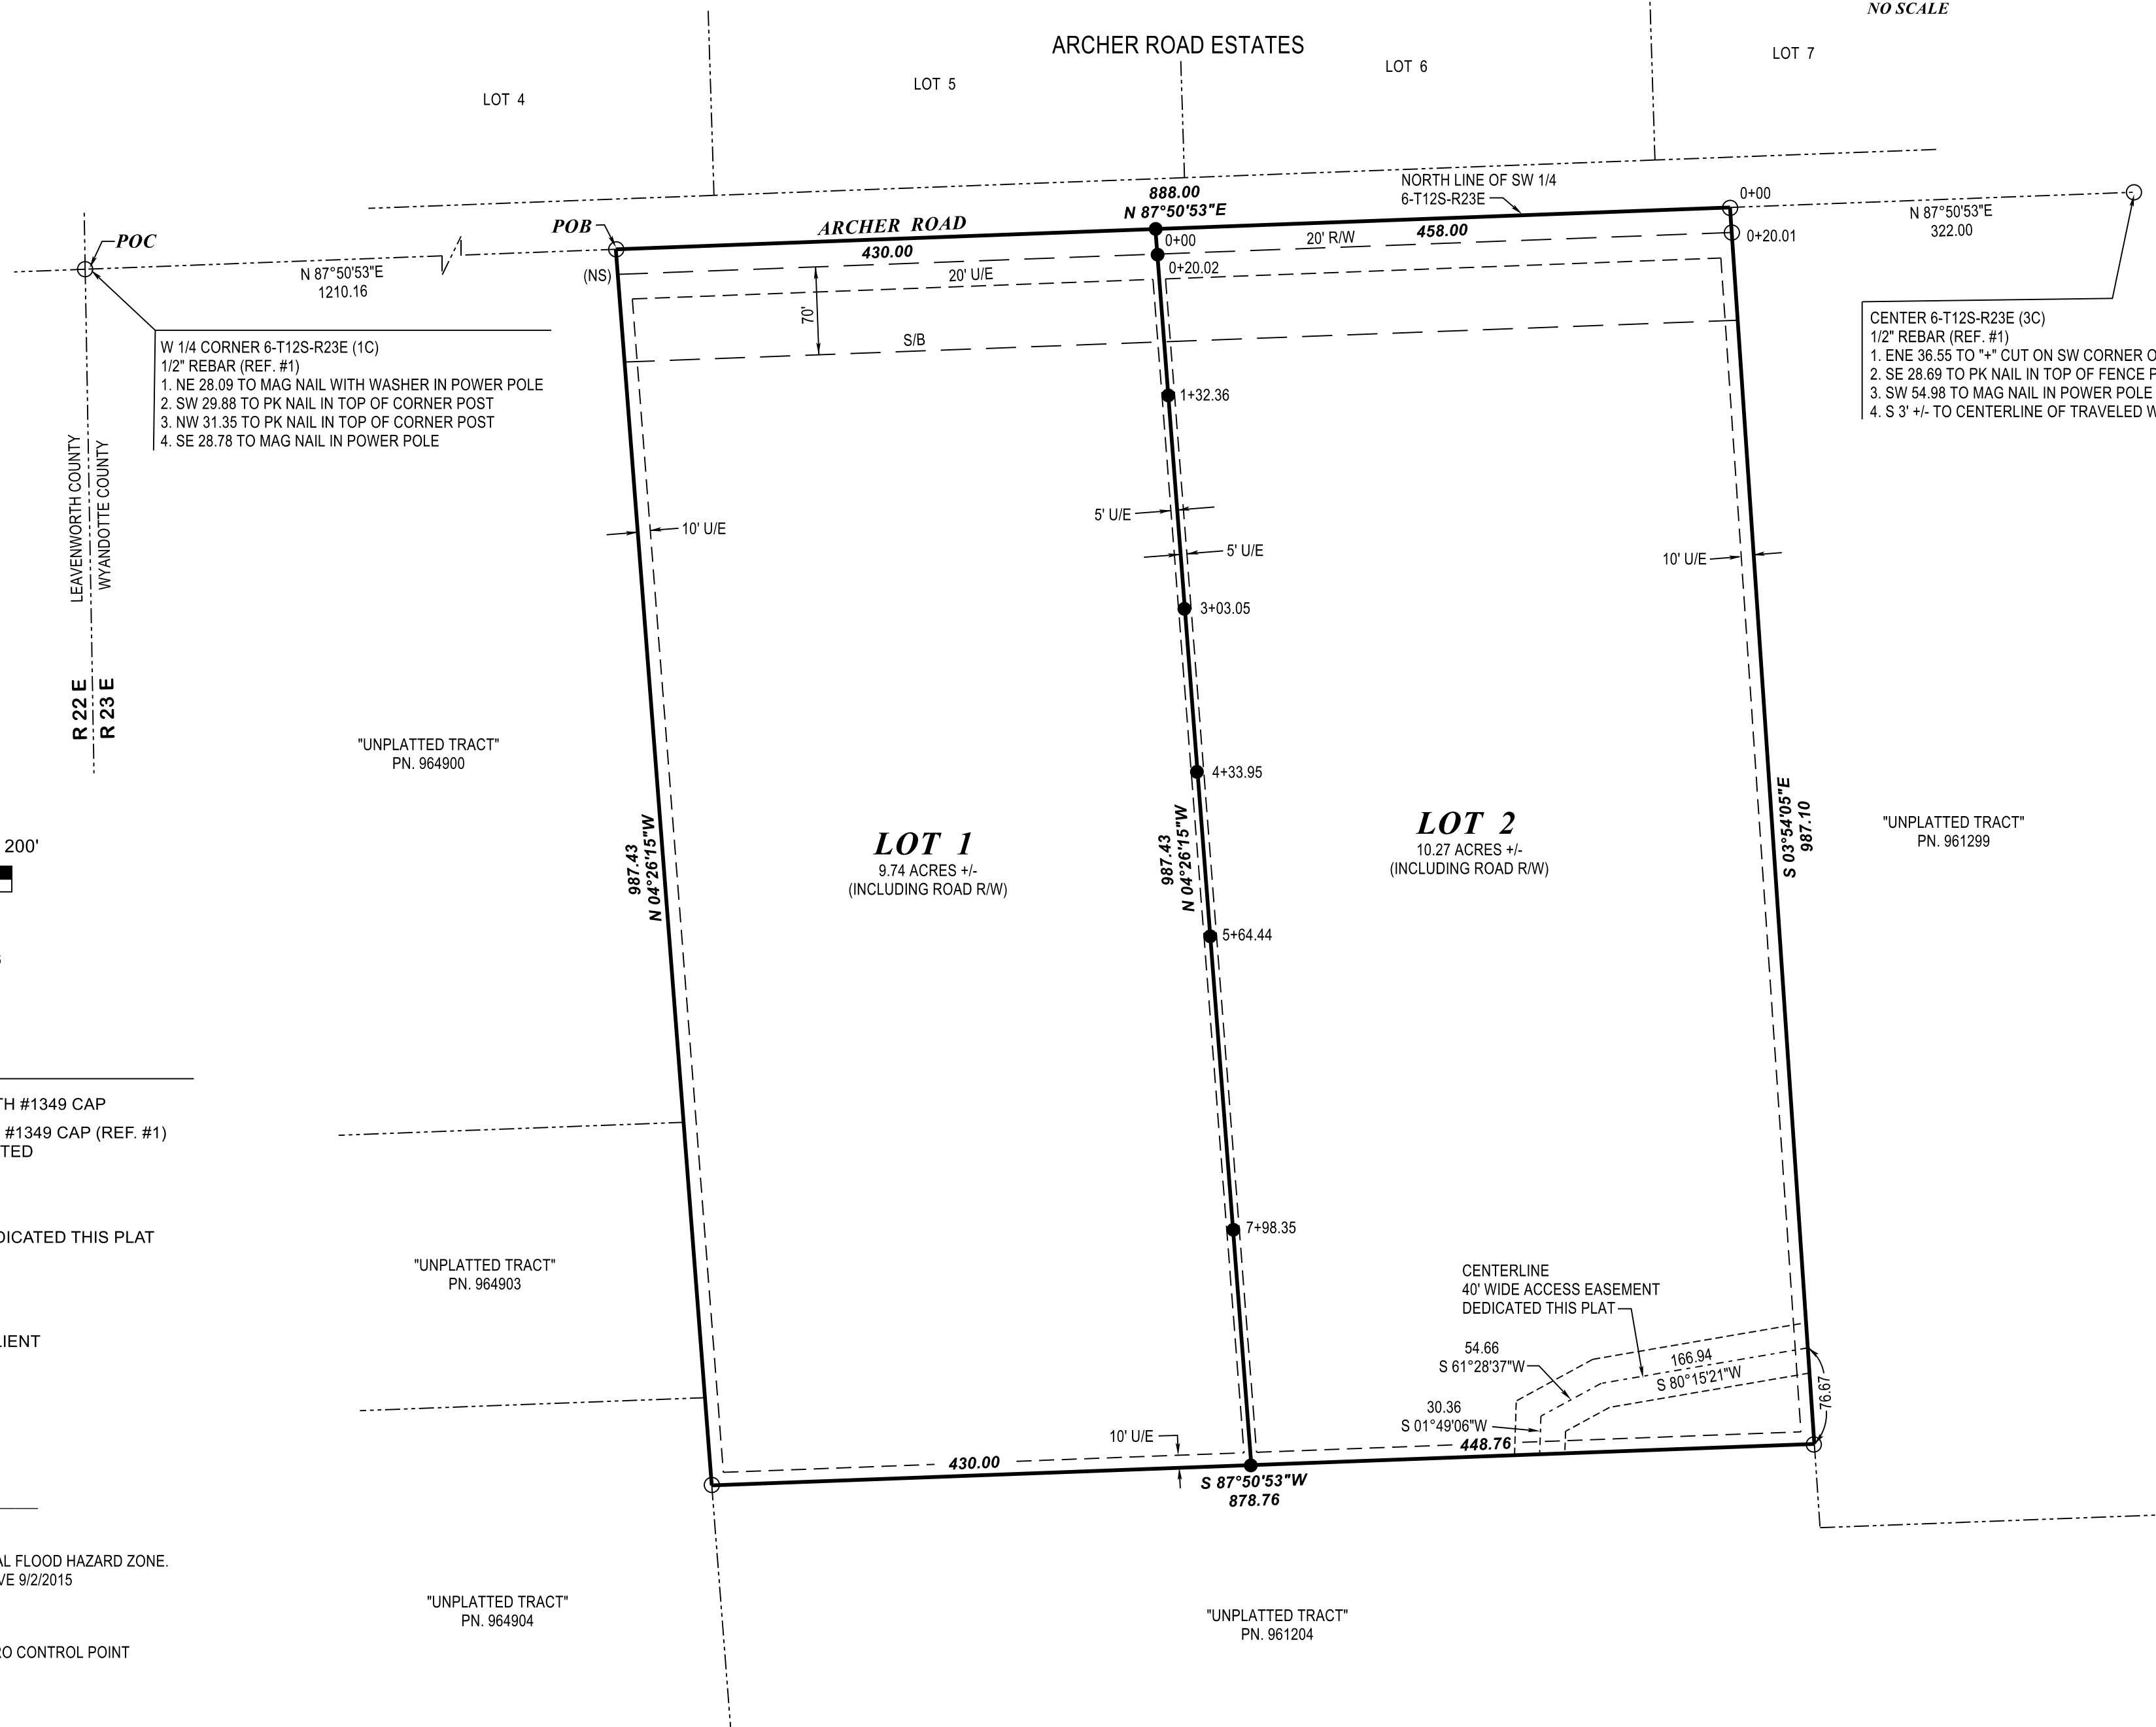 NO SCALE
ARCHER ROAD ESTATES
LOT 4
LOT 5
LOT 6
LOT 7
888.00
N 87°50'53"E
NORTH LINE OF SW 1/4
6-T12S-R23E
0+00
POC
POB
ARCHER ROAD
430.00
0+00
20' R/W
458.00
0+20.01
N 87°50'53"E
322.00
N 87°50'53"E
1210.16
(NS)
20' U/E
0+20.02
70'
S/B
W 1/4 CORNER 6-T12S-R23E (1C)
1/2" REBAR (REF. #1)
1. NE 28.09 TO MAG NAIL WITH WASHER IN POWER POLE
2. SW 29.88 TO PK NAIL IN TOP OF CORNER POST
3. NW 31.35 TO PK NAIL IN TOP OF CORNER POST
4. SE 28.78 TO MAG NAIL IN POWER POLE
CENTER 6-T12S-R23E (3C)
1/2" REBAR (REF. #1)
1. ENE 36.55 TO "+" CUT ON SW CORNER O
2. SE 28.69 TO PK NAIL IN TOP OF FENCE P
3. SW 54.98 TO MAG NAIL IN POWER POLE
4. S 3' +/- TO CENTERLINE OF TRAVELED W
1+32.36
LEAVENWORTH COUNTY
WYANDOTTE COUNTY
10' U/E
5' U/E
5' U/E
10' U/E
3+03.05
R 22 E
R 23 E
"UNPLATTED TRACT"
PN. 964900
4+33.95
987.43
N 04°26'15"W
LOT 1
9.74 ACRES +/-
(INCLUDING ROAD R/W)
987.43
N 04°26'15"W
LOT 2
10.27 ACRES +/-
(INCLUDING ROAD R/W)
S 03°54'05"E
987.10
"UNPLATTED TRACT"
PN. 961299
200'
5+64.44
TH #1349 CAP
#1349 CAP (REF. #1)
TED
DICATED THIS PLAT
7+98.35
"UNPLATTED TRACT"
PN. 964903
CENTERLINE
40' WIDE ACCESS EASEMENT
DEDICATED THIS PLAT
LIENT
54.66
S 61°28'37"W
166.94
S 80°15'21"W
76.67
30.36
S 01°49'06"W
10' U/E
448.76
430.00
S 87°50'53"W
878.76
AL FLOOD HAZARD ZONE.
VE 9/2/2015
"UNPLATTED TRACT"
PN. 964904
"UNPLATTED TRACT"
PN. 961204
RO CONTROL POINT